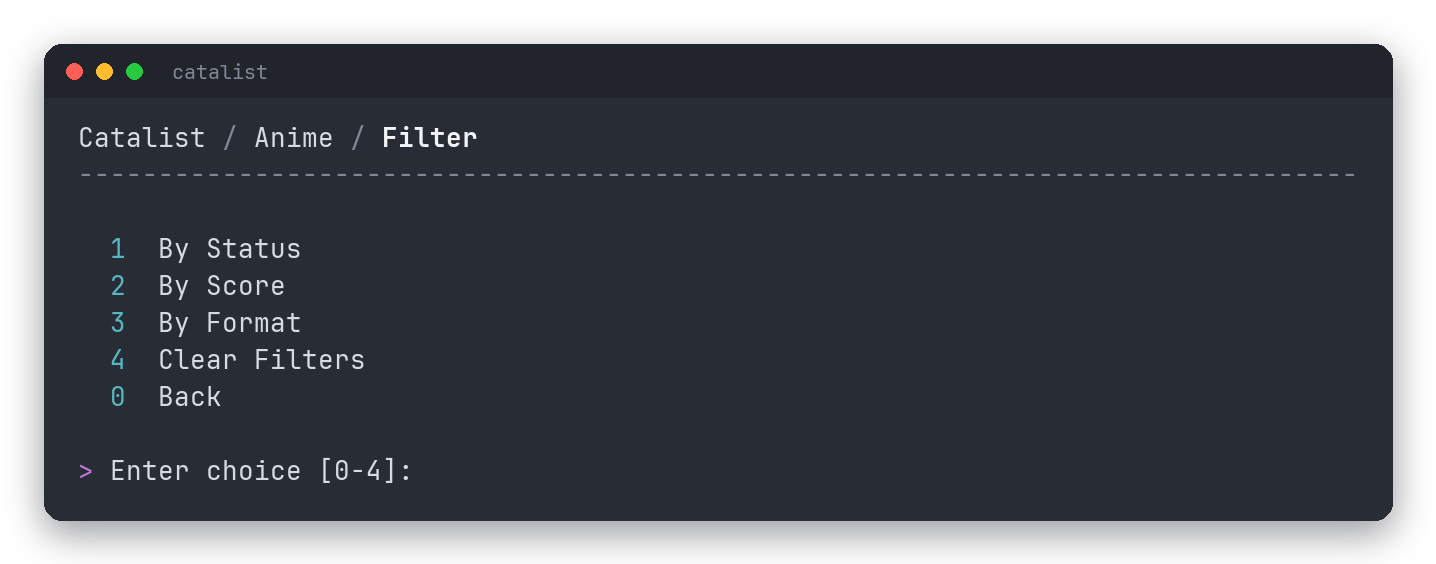 catalist
Catalist / Anime / Filter
--------------------------------------------------------------------------------
1 By Status
2 By Score
3 By Format
4 Clear Filters
0 Back
> Enter choice [0-4]: